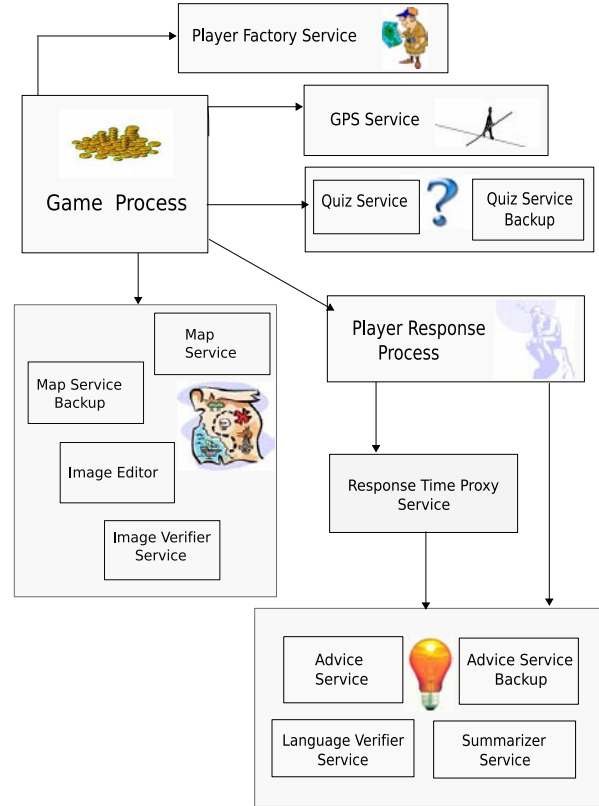 Player Factory Service
GPS Service
Game Process
Quiz Service
Quiz Service
Backup
Map
Service
Map Service
Backup
Image Editor
Image Verifier
Service
Player Response
Process
Response Time Proxy
Service
Advice
Service
Advice Service
Backup
Language Verifier
Service
Summarizer
Service